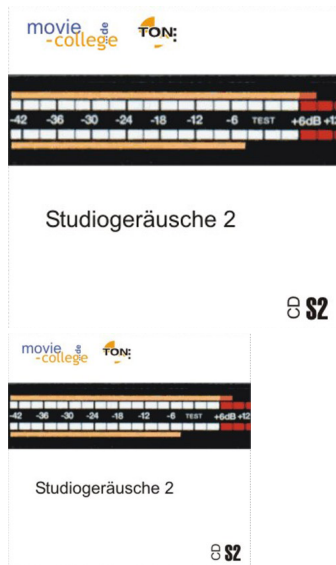 movie
-college
.de
TON:
-42 -36 -30 -24 -18 -12 -6 TEST +6dB +12
Studiogeräusche 2
CD S2
movie
-college
.de
TON:
-42 -36 -30 -24 -18 -12 -6 TEST +6dB +12
Studiogeräusche 2
CD S2